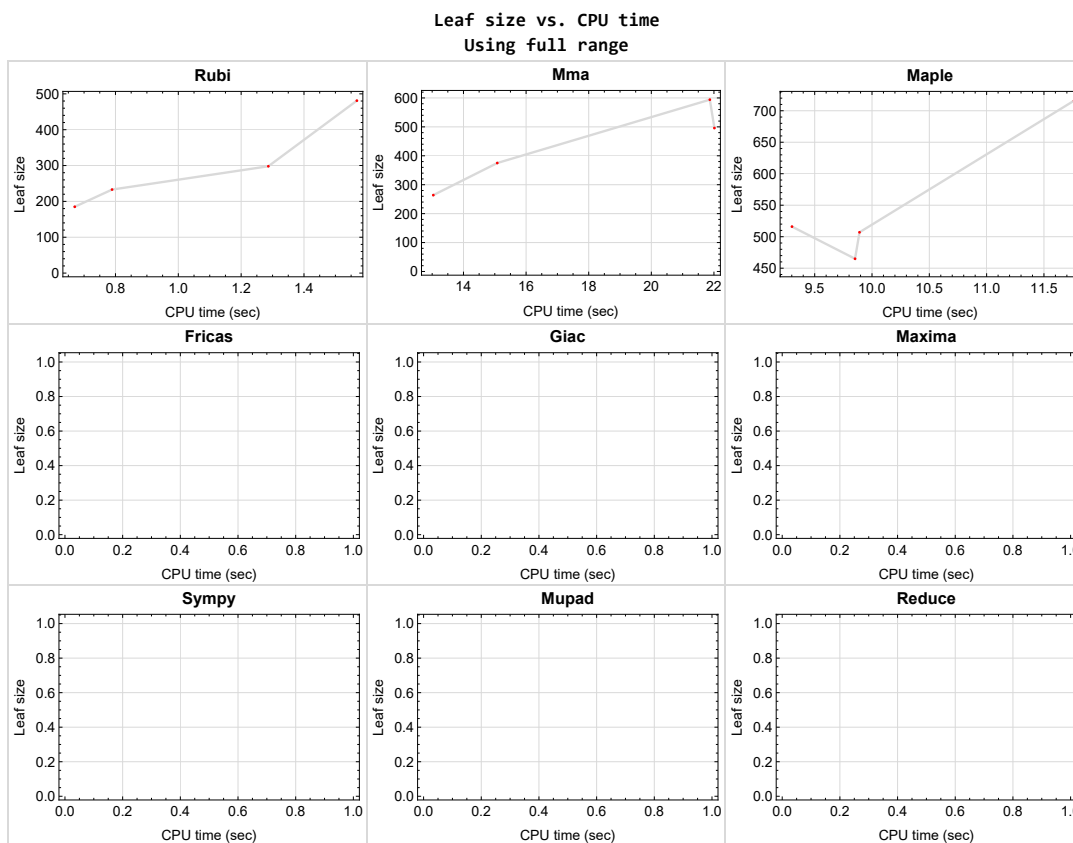 Leaf size vs. CPU time
Using full range
Rubi
Leaf size
500
400
300
200
100
0
0.8 1.0 1.2 1.4
CPU time (sec)
Mma
Leaf size
600
500
400
300
200
100
0
14 16 18 20 22
CPU time (sec)
Maple
Leaf size
700
650
600
550
500
450
9.5 10.0 10.5 11.0 11.5
CPU time (sec)
Fricas
Leaf size
1.0
0.8
0.6
0.4
0.2
0.0
0.0 0.2 0.4 0.6 0.8 1.0
CPU time (sec)
Giac
Leaf size
1.0
0.8
0.6
0.4
0.2
0.0
0.0 0.2 0.4 0.6 0.8 1.0
CPU time (sec)
Maxima
Leaf size
1.0
0.8
0.6
0.4
0.2
0.0
0.0 0.2 0.4 0.6 0.8
CPU time (sec)
Sympy
Leaf size
1.0
0.8
0.6
0.4
0.2
0.0
0.0 0.2 0.4 0.6 0.8 1.0
CPU time (sec)
Mupad
Leaf size
1.0
0.8
0.6
0.4
0.2
0.0
0.0 0.2 0.4 0.6 0.8 1.0
CPU time (sec)
Reduce
Leaf size
1.0
0.8
0.6
0.4
0.2
0.0
0.0 0.2 0.4 0.6 0.8
CPU time (sec)